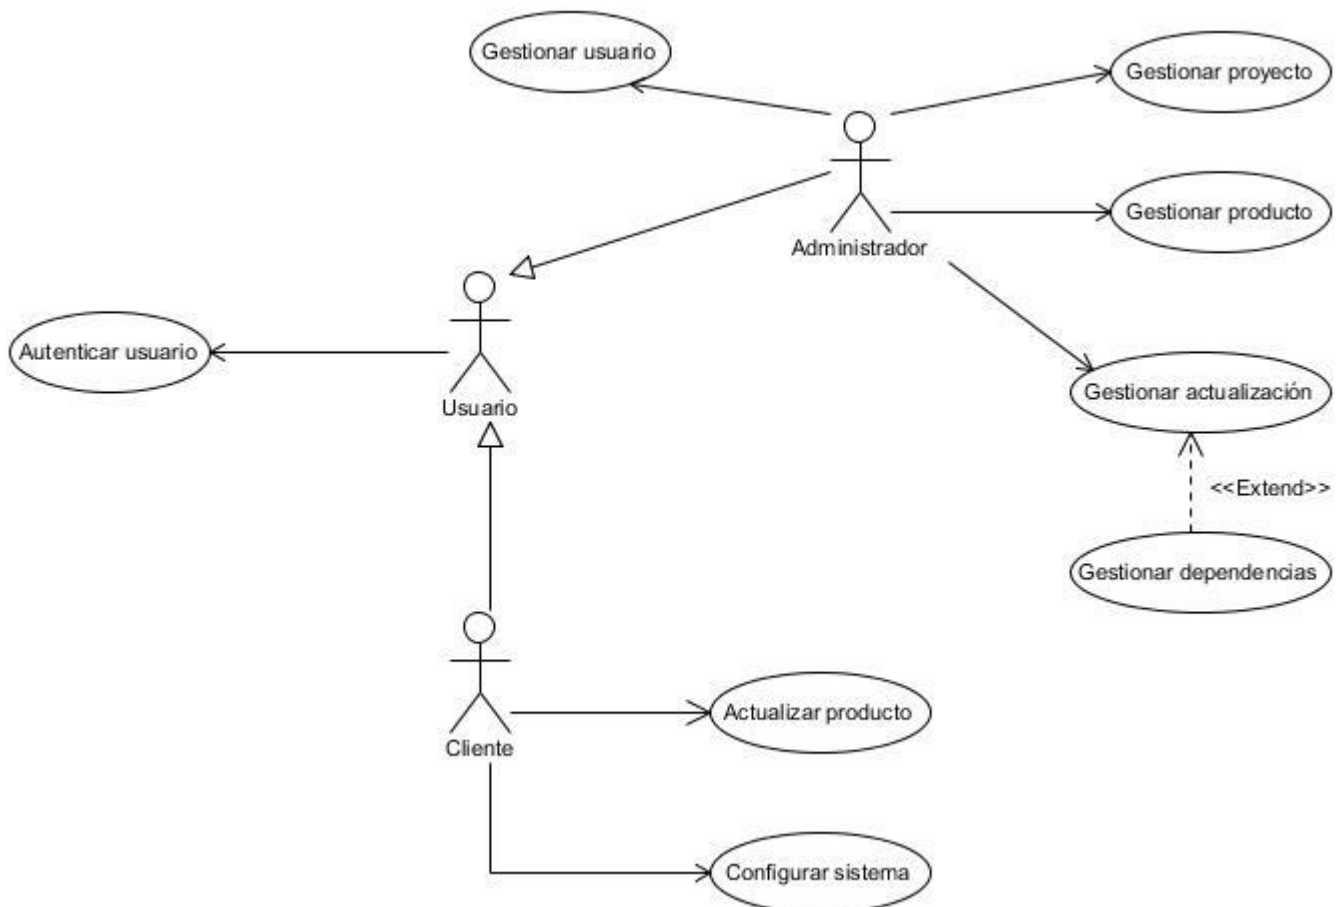 Gestionar usuario
Gestionar proyecto
Gestionar producto
Administrador
Autenticar usuario
Usuario
Gestionar actualización
<<Extend>>
Gestionar dependencias
Cliente
Actualizar producto
Configurar sistema